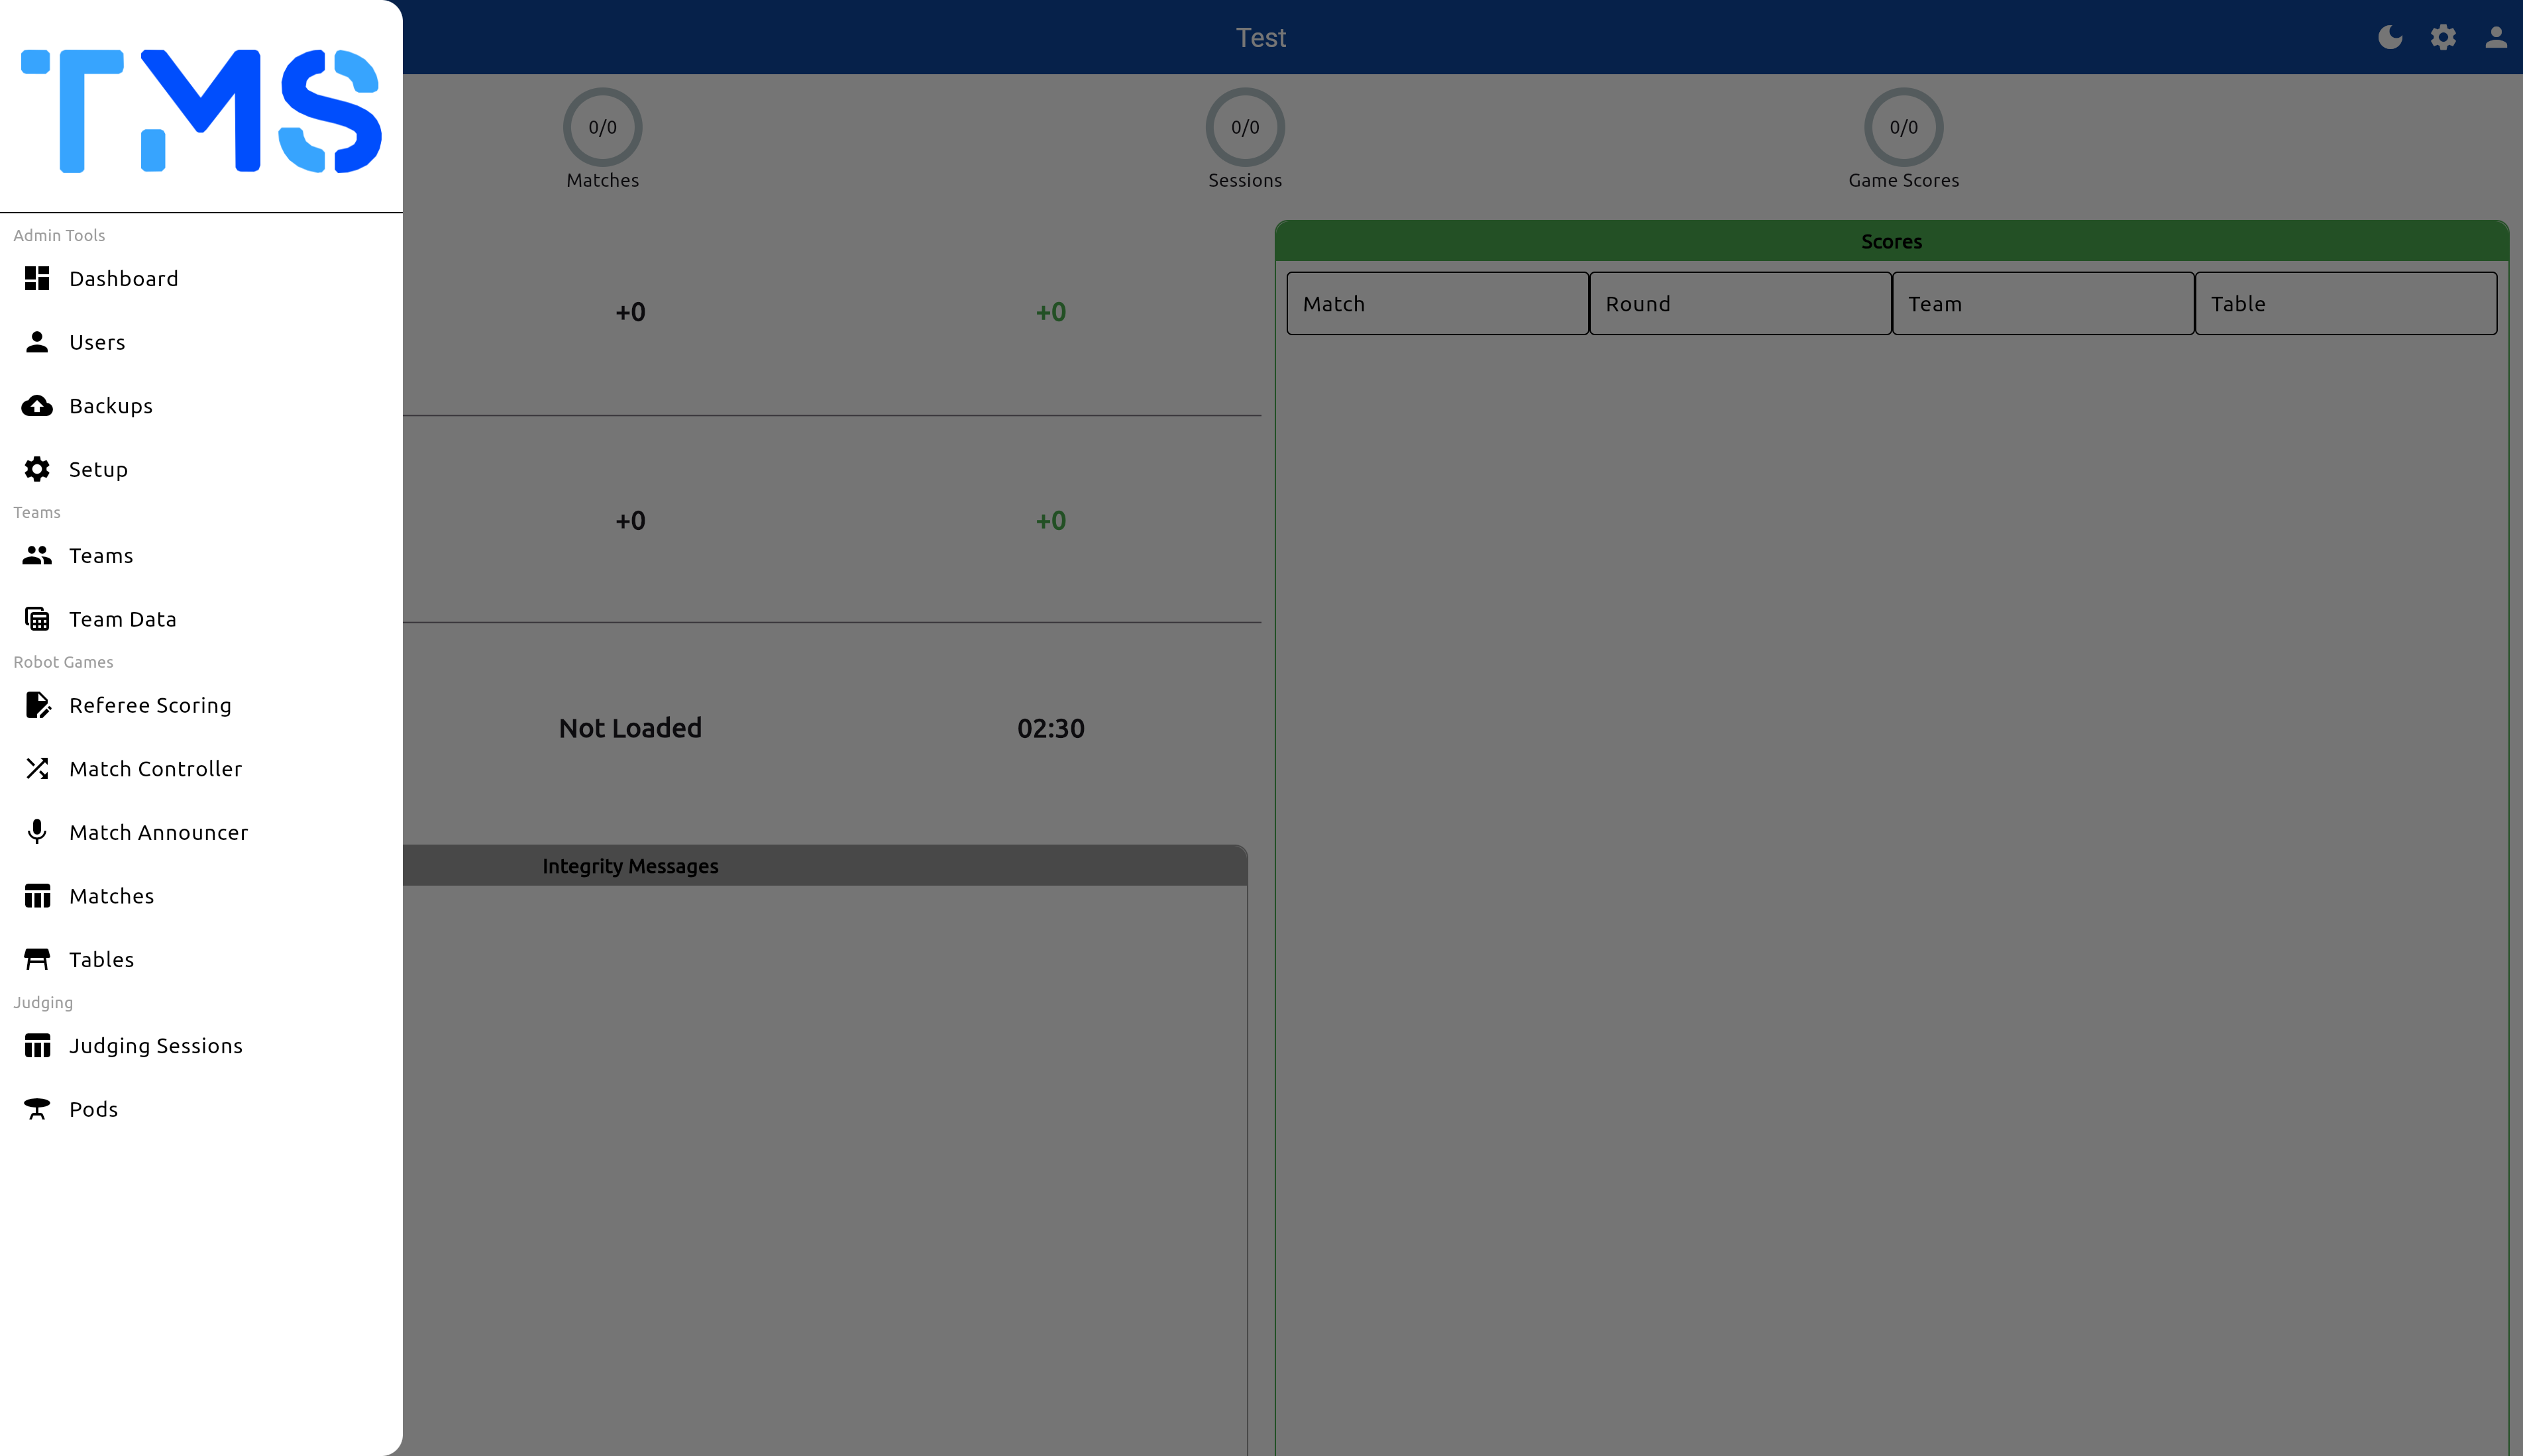 TMS
Admin Tools
Dashboard
Users
Backups
Setup
Teams
Teams
Team Data
Robot Games
Referee Scoring
Match Controller
Match Announcer
Matches
Tables
Judging
Judging Sessions
Pods
Test
0/0 0/0 0/0
Matches Sessions Game Scores
+0 +0
+0 +0
Not Loaded 02:30
Integrity Messages
Scores
Match Round Team Table